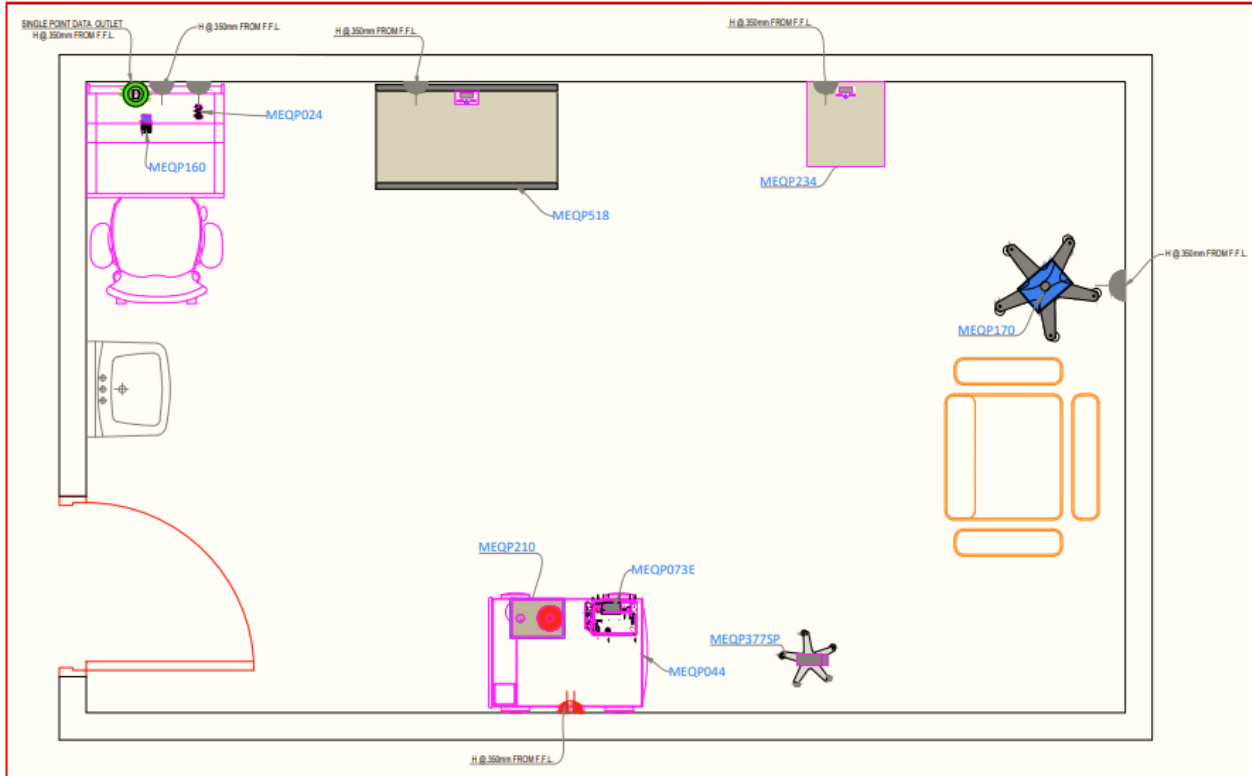 SINGLE POINT DATA OUTLET
H @ 350mm FROM F.F.L.
H @ 350mm FROM F.F.L.
H @ 350mm FROM F.F.L.
H @ 350mm FROM F.F.L.
D
MEQP024
MEQP160
MEQP234
MEQP518
H @ 350mm FROM F.F.L.
MEQP170
MEQP210
MEQP073E
MEQP377SP
MEQP044
H @ 350mm FROM F.F.L.